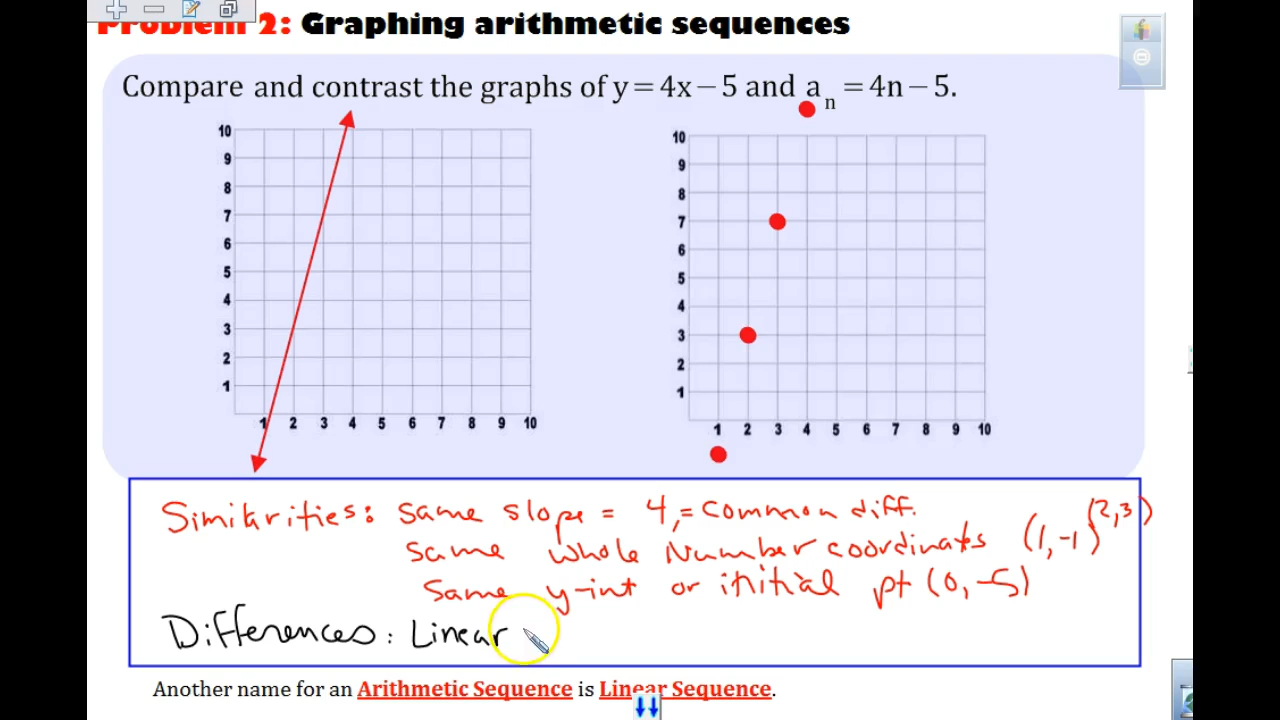 Problem 2: Graphing arithmetic sequences
Compare and contrast the graphs of y = 4x − 5 and a n = 4n − 5.
10
9
8
7
6
5
4
3
2
1
1 2 3 4 5 6 7 8 9 10
10
9
8
7
6
5
4
3
2
1
1 2 3 4 5 6 7 8 9 10
Similarities: Same slope = 4, = common diff.
Same whole Number coordinates (1, -1) (2, 3)
Same y-int or initial pt (0, -5)
Differences: Linear
Another name for an Arithmetic Sequence is Linear Sequence.